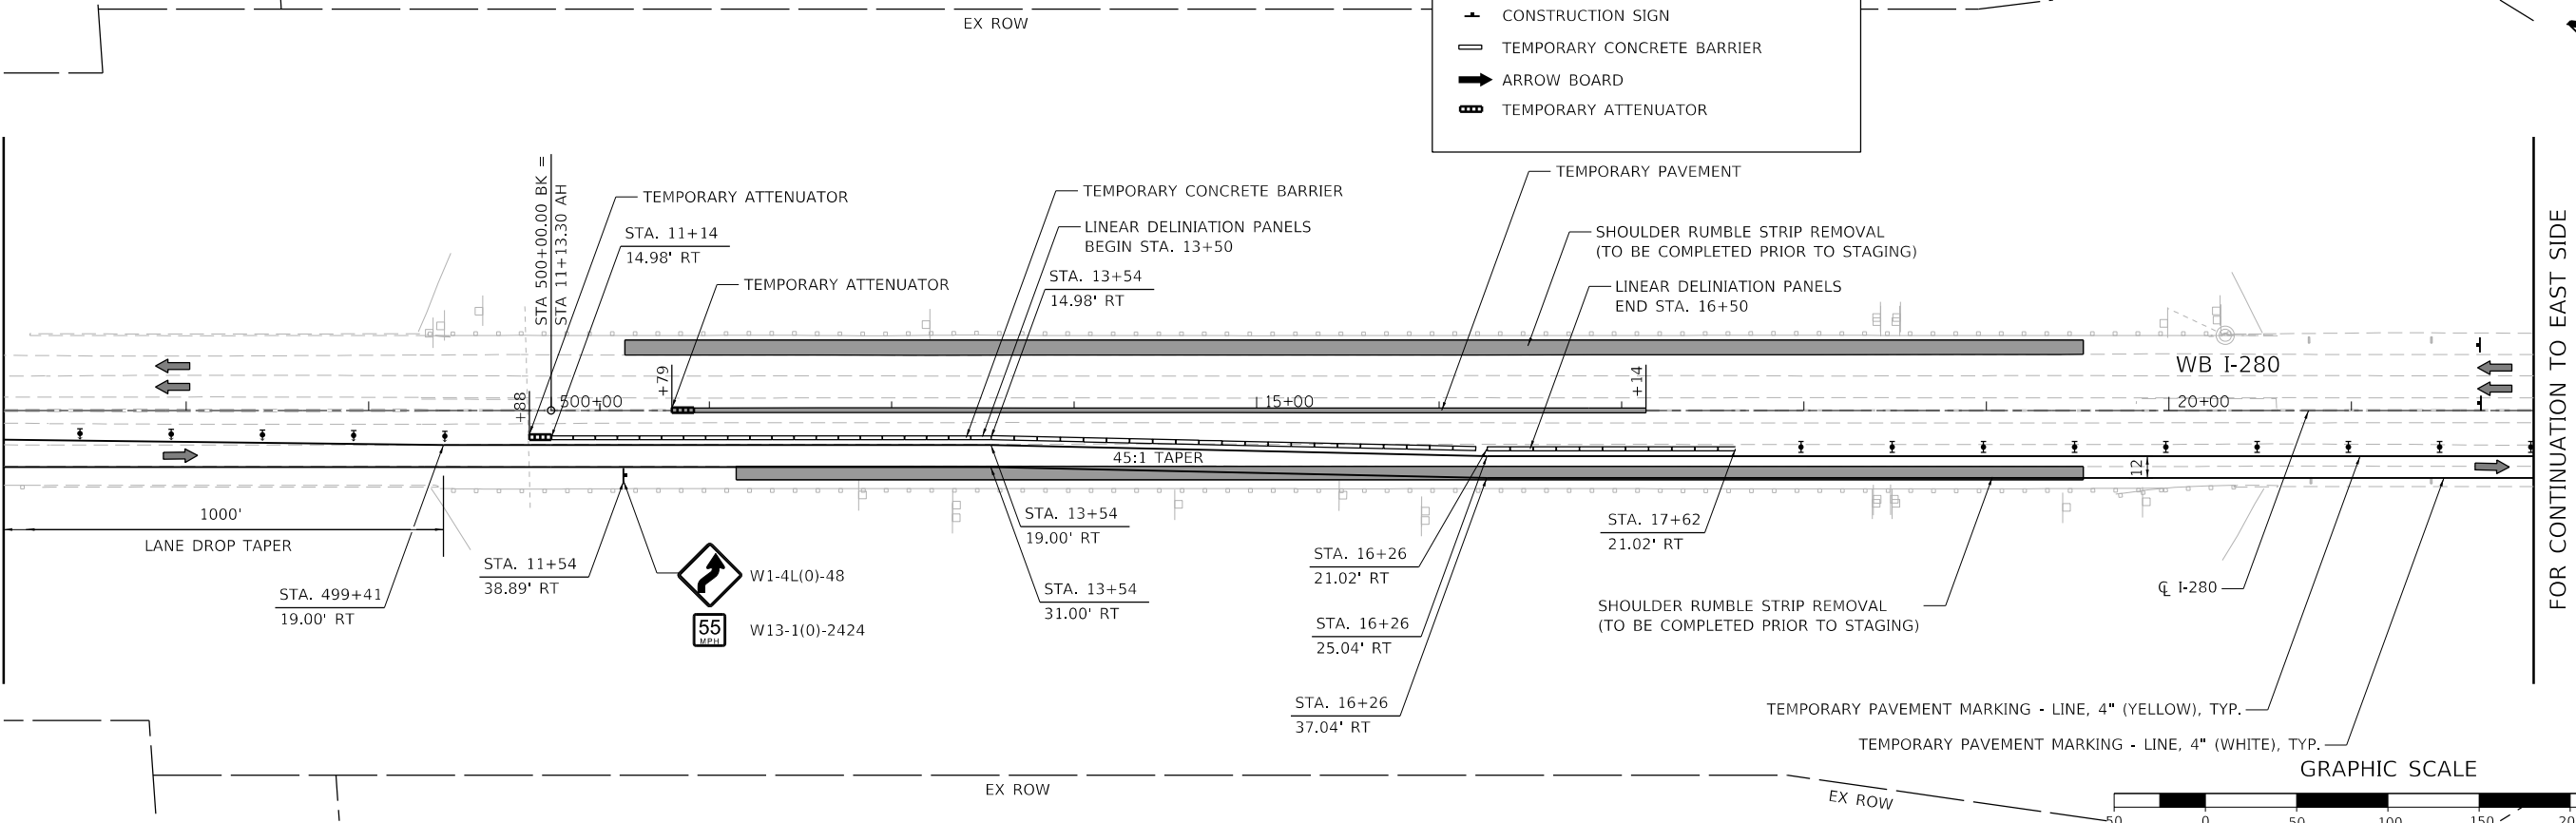 EX ROW
CONSTRUCTION SIGN
TEMPORARY CONCRETE BARRIER
ARROW BOARD
TEMPORARY ATTENUATOR
STA 500+00.00 BK =
STA 11+13.30 AH
TEMPORARY ATTENUATOR
STA. 11+14
14.98' RT
TEMPORARY ATTENUATOR
TEMPORARY CONCRETE BARRIER
LINEAR DELINIATION PANELS
BEGIN STA. 13+50
STA. 13+54
14.98' RT
TEMPORARY PAVEMENT
SHOULDER RUMBLE STRIP REMOVAL
(TO BE COMPLETED PRIOR TO STAGING)
LINEAR DELINIATION PANELS
END STA. 16+50
WB I-280
+88
500+00
+79
15+00
+14
20+00
45:1 TAPER
12
1000'
LANE DROP TAPER
STA. 499+41
19.00' RT
STA. 11+54
38.89' RT
W1-4L(0)-48
55
MPH
W13-1(0)-2424
STA. 13+54
19.00' RT
STA. 13+54
31.00' RT
STA. 16+26
21.02' RT
STA. 16+26
25.04' RT
STA. 16+26
37.04' RT
STA. 17+62
21.02' RT
SHOULDER RUMBLE STRIP REMOVAL
(TO BE COMPLETED PRIOR TO STAGING)
℄ I-280
TEMPORARY PAVEMENT MARKING - LINE, 4" (YELLOW), TYP.
TEMPORARY PAVEMENT MARKING - LINE, 4" (WHITE), TYP.
FOR CONTINUATION TO EAST SIDE
EX ROW
EX ROW
GRAPHIC SCALE
50 0 50 100 150